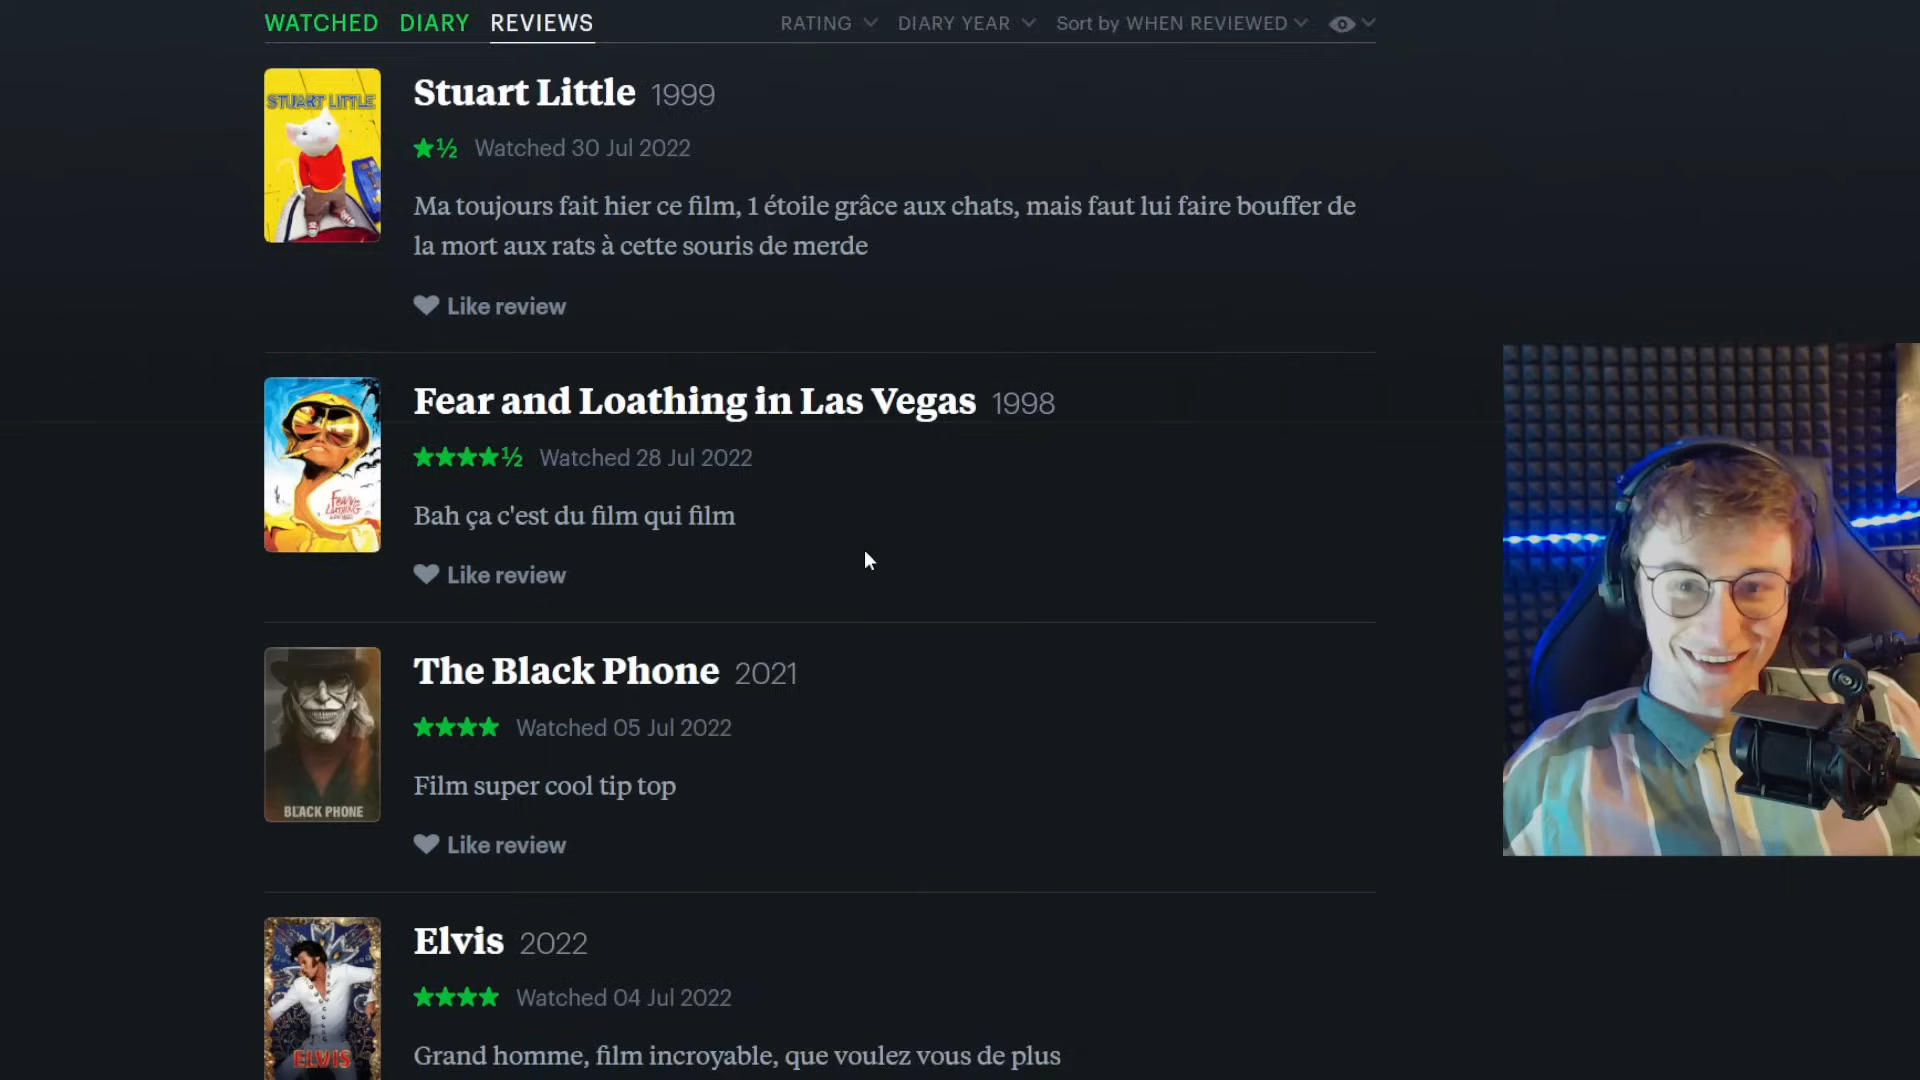 WATCHED DIARY REVIEWS RATING DIARY YEAR Sort by WHEN REVIEWED
STUART LITTLE
Stuart Little 1999
★½ Watched 30 Jul 2022
Ma toujours fait hier ce film, 1 étoile grâce aux chats, mais faut lui faire bouffer de
la mort aux rats à cette souris de merde
Like review
Fear and Loathing in Las Vegas 1998
★★★★½ Watched 28 Jul 2022
Bah ça c'est du film qui film
Like review
The Black Phone 2021
★★★★ Watched 05 Jul 2022
Film super cool tip top
BLACK PHONE
Like review
Elvis 2022
★★★★ Watched 04 Jul 2022
Grand homme, film incroyable, que voulez vous de plus
ELVIS